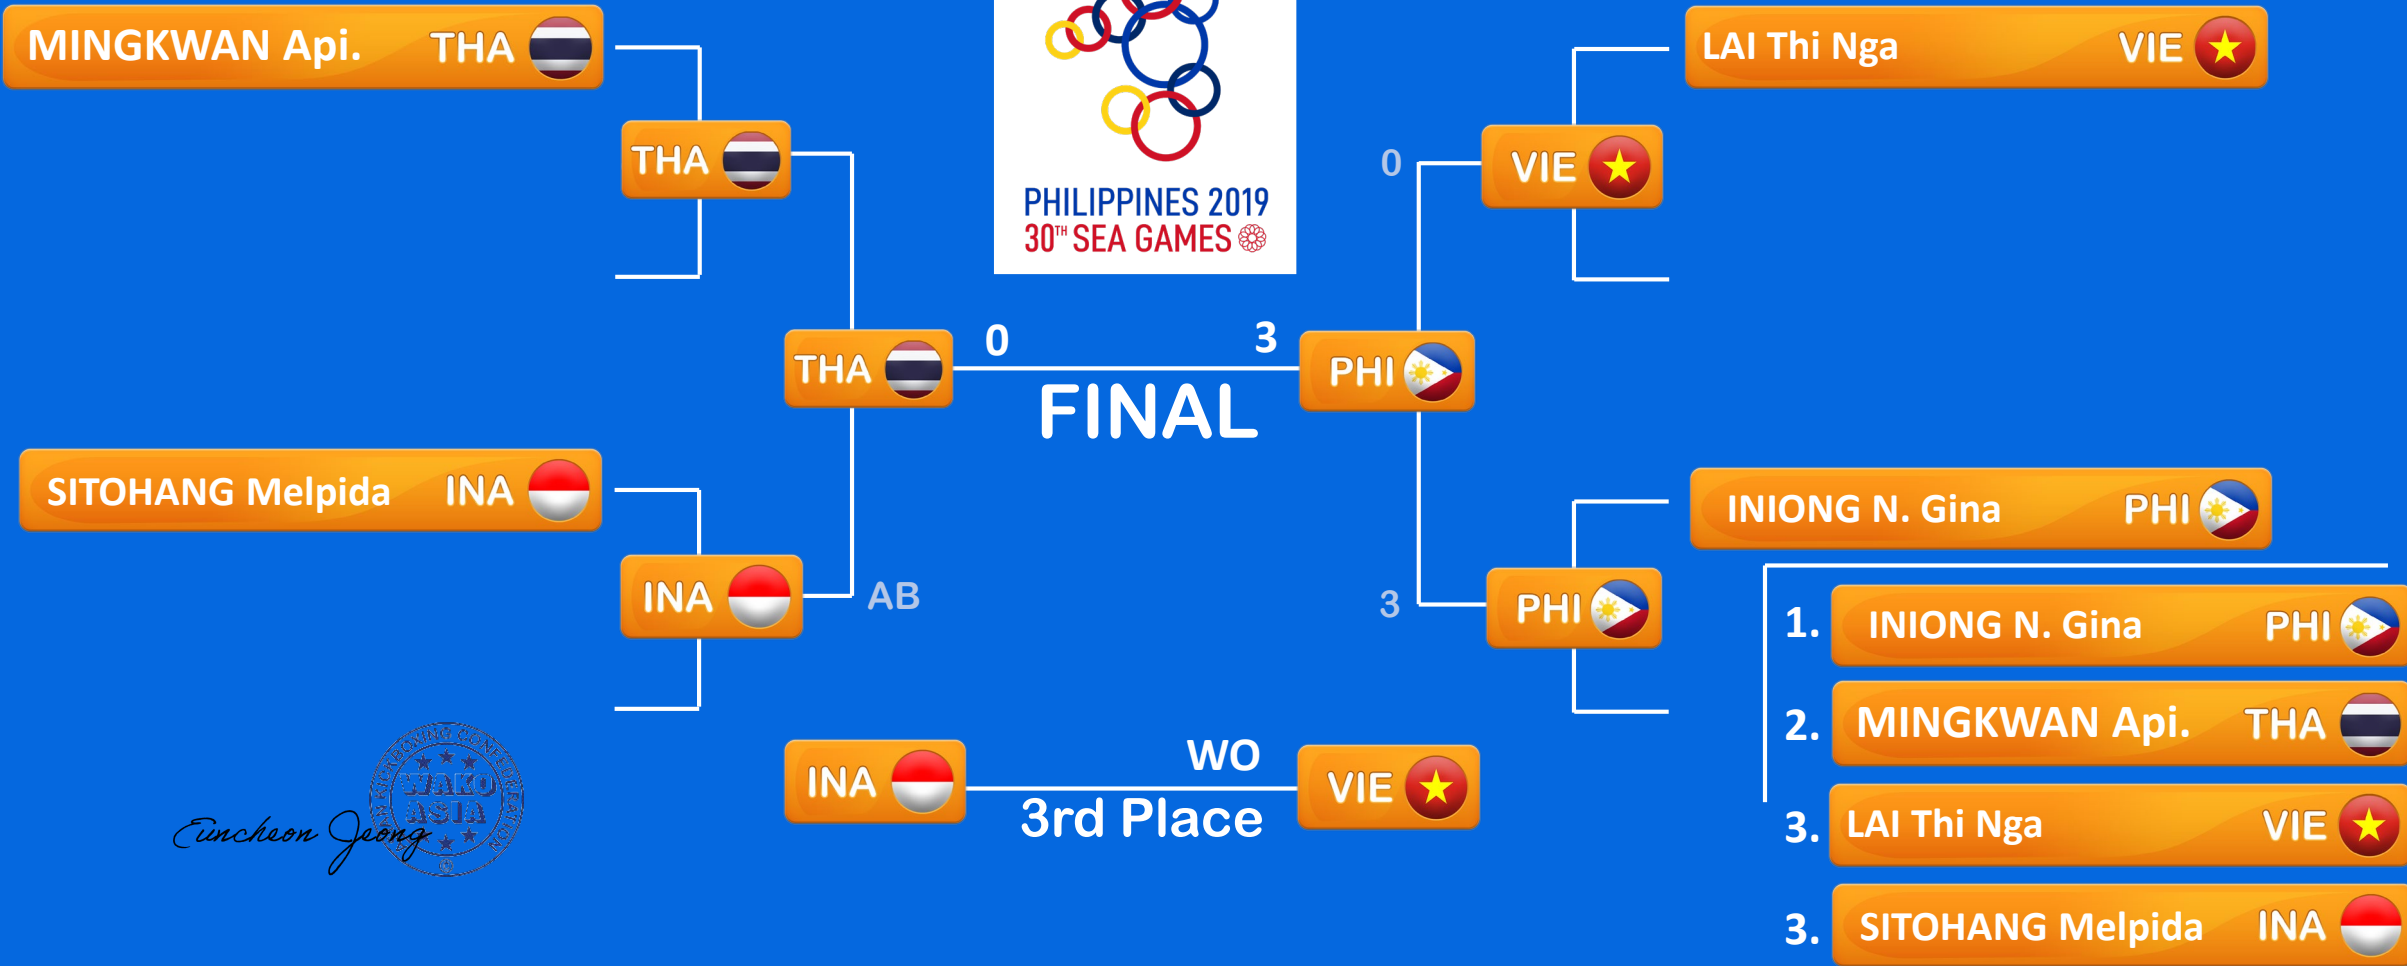 MINGKWAN Api. THA
LAI Thi Nga VIE
THA
0
VIE
PHILIPPINES 2019
30TH SEA GAMES
THA
0
3
PHI
FINAL
SITOHANG Melpida INA
INIONG N. Gina PHI
INA
AB
3
PHI
1. INIONG N. Gina PHI
2. MINGKWAN Api. THA
INA
WO
VIE
3rd Place
3. LAI Thi Nga VIE
3. SITOHANG Melpida INA
Euncheon Jeong
WAKO
ASIA
KICKBOXING CONFEDERATION